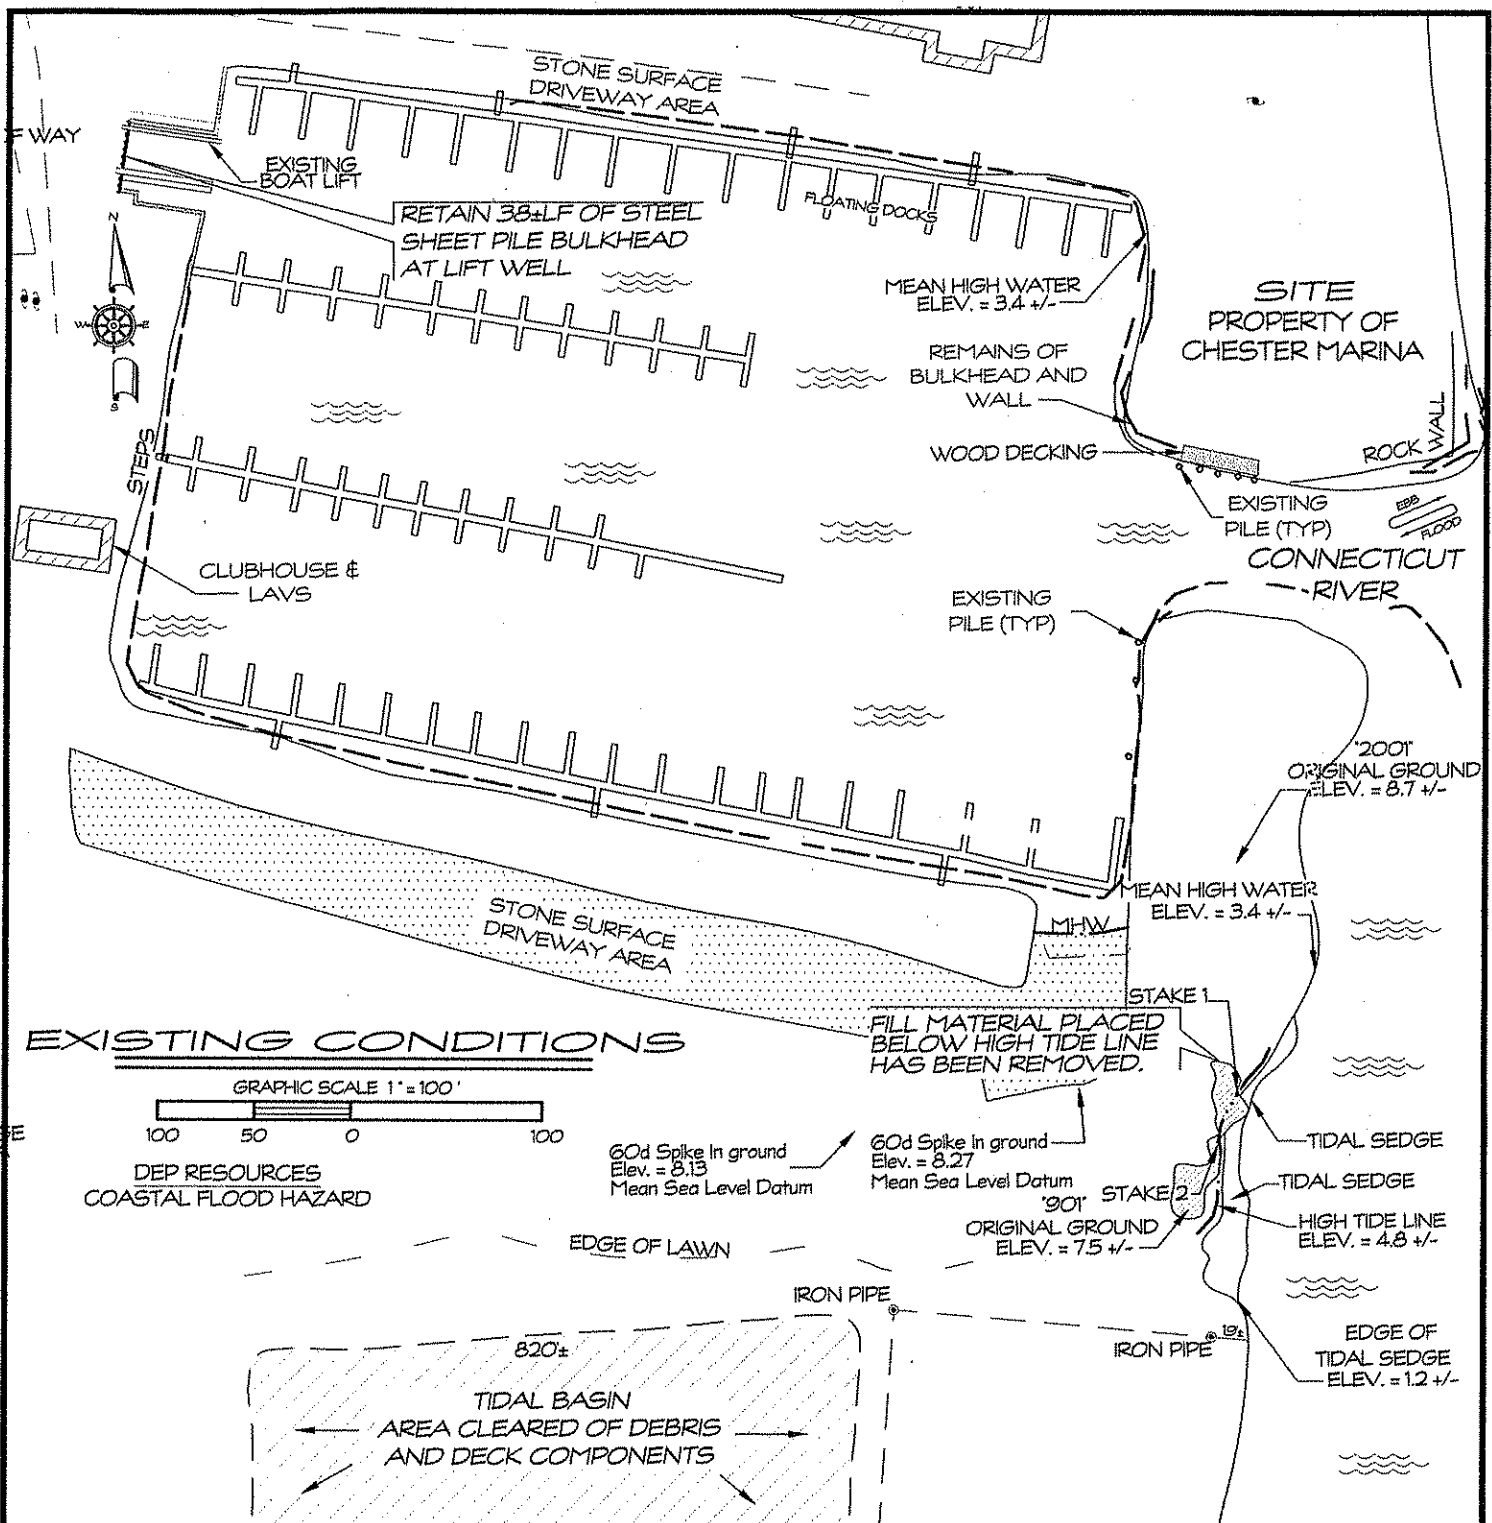 STONE SURFACE
DRIVEWAY AREA
F WAY
EXISTING
BOAT LIFT
RETAIN 38±LF OF STEEL
SHEET PILE BULKHEAD
AT LIFT WELL
FLOATING DOCKS
N
W
E
S
MEAN HIGH WATER
ELEV. = 3.4 +/-
SITE
PROPERTY OF
CHESTER MARINA
REMAINS OF
BULKHEAD AND
WALL
WOOD DECKING
ROCK
WALL
STEPS
EXISTING
PILE (TYP)
EBB
FLOOD
CONNECTICUT
RIVER
CLUBHOUSE &
LAVS
EXISTING
PILE (TYP)
"2001"
ORIGINAL GROUND
ELEV. = 8.7 +/-
MEAN HIGH WATER
ELEV. = 3.4 +/-
MHW
STONE SURFACE
DRIVEWAY AREA
STAKE 1
FILL MATERIAL PLACED
BELOW HIGH TIDE LINE
HAS BEEN REMOVED.
EXISTING CONDITIONS
GRAPHIC SCALE 1"=100'
100 50 0 100
DEP RESOURCES
COASTAL FLOOD HAZARD
60d Spike In ground
Elev. = 8.13
Mean Sea Level Datum
60d Spike In ground
Elev. = 8.27
Mean Sea Level Datum
TIDAL SEDGE
STAKE 2
TIDAL SEDGE
"901"
ORIGINAL GROUND
ELEV. = 7.5 +/-
HIGH TIDE LINE
ELEV. = 4.8 +/-
EDGE OF LAWN
IRON PIPE
IRON PIPE
19±
EDGE OF
TIDAL SEDGE
ELEV. = 1.2 +/-
820'±
TIDAL BASIN
AREA CLEARED OF DEBRIS
AND DECK COMPONENTS